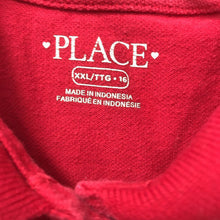 PLACE
XXL/TTG • 16
MADE IN INDONESIA
FABRIQUÉ EN INDONÉSIE